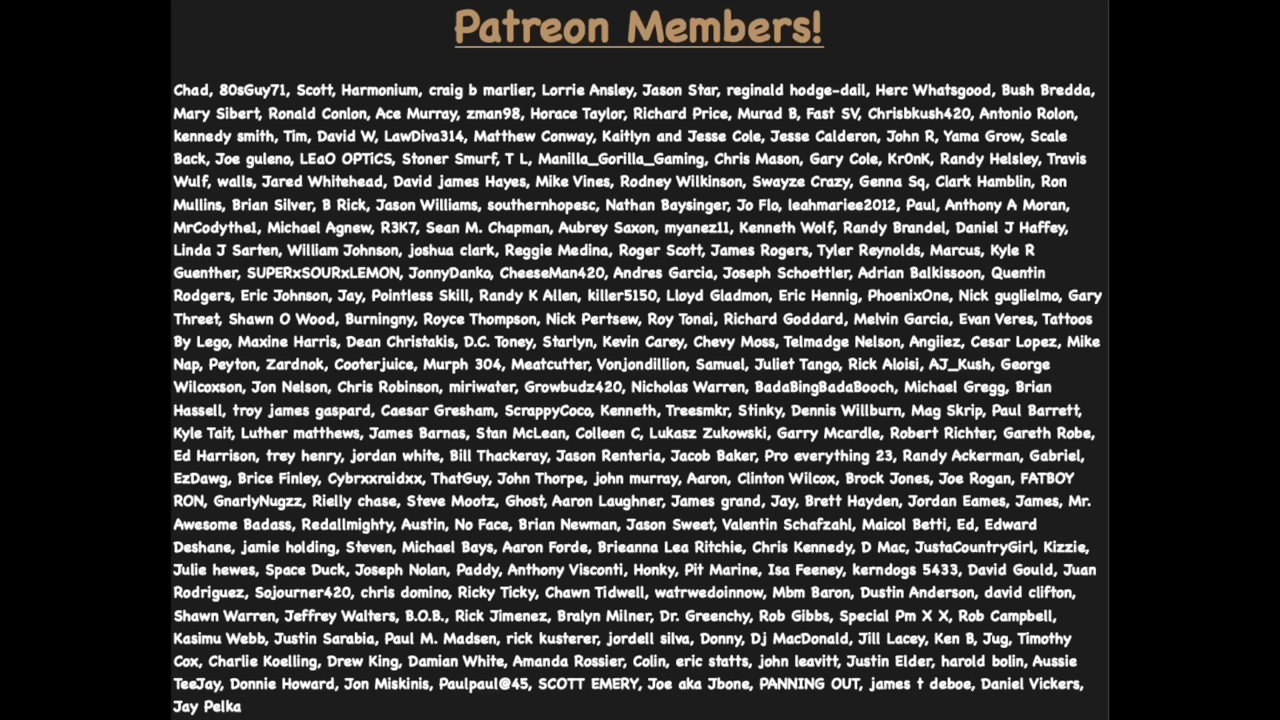 Patreon Members!
Chad, 80sGuy71, Scott, Harmonium, craig b marlier, Lorrie Ansley, Jason Star, reginald hodge-dail, Herc Whatsgood, Bush Bredda,
Mary Sibert, Ronald Conlon, Ace Murray, zman98, Horace Taylor, Richard Price, Murad B, Fast SV, Chrisbkush420, Antonio Rolon,
kennedy smith, Tim, David W, LawDiva314, Matthew Conway, Kaitlyn and Jesse Cole, Jesse Calderon, John R, Yama Grow, Scale
Back, Joe guleno, LEaO OPTiCS, Stoner Smurf, T L, Manilla_Gorilla_Gaming, Chris Mason, Gary Cole, KrOnK, Randy Helsley, Travis
Wulf, walls, Jared Whitehead, David james Hayes, Mike Vines, Rodney Wilkinson, Swayze Crazy, Genna Sq, Clark Hamblin, Ron
Mullins, Brian Silver, B Rick, Jason Williams, southernhopesc, Nathan Baysinger, Jo Flo, leahmariee2012, Paul, Anthony A Moran,
MrCodythe1, Michael Agnew, R3K7, Sean M. Chapman, Aubrey Saxon, myanez11, Kenneth Wolf, Randy Brandel, Daniel J Haffey,
Linda J Sarten, William Johnson, joshua clark, Reggie Medina, Roger Scott, James Rogers, Tyler Reynolds, Marcus, Kyle R
Guenther, SUPERxSOURxLEMON, JonnyDanko, CheeseMan420, Andres Garcia, Joseph Schoettler, Adrian Balkissoon, Quentin
Rodgers, Eric Johnson, Jay, Pointless Skill, Randy K Allen, killer5150, Lloyd Gladmon, Eric Hennig, PhoenixOne, Nick guglielmo, Gary
Threet, Shawn O Wood, Burningny, Royce Thompson, Nick Pertsew, Roy Tonai, Richard Goddard, Melvin Garcia, Evan Veres, Tattoos
By Lego, Maxine Harris, Dean Christakis, D.C. Toney, Starlyn, Kevin Carey, Chevy Moss, Telmadge Nelson, Angiiez, Cesar Lopez, Mike
Nap, Peyton, Zardnok, Cooterjuice, Murph 304, Meatcutter, Vonjondillion, Samuel, Juliet Tango, Rick Aloisi, AJ_Kush, George
Wilcoxson, Jon Nelson, Chris Robinson, miriwater, Growbudz420, Nicholas Warren, BadaBingBadaBooch, Michael Gregg, Brian
Hassell, troy james gaspard, Caesar Gresham, ScrappyCoco, Kenneth, Treesmkr, Stinky, Dennis Willburn, Mag Skrip, Paul Barrett,
Kyle Tait, Luther matthews, James Barnas, Stan McLean, Colleen C, Lukasz Zukowski, Garry Mcardle, Robert Richter, Gareth Robe,
Ed Harrison, trey henry, jordan white, Bill Thackeray, Jason Renteria, Jacob Baker, Pro everything 23, Randy Ackerman, Gabriel,
EzDawg, Brice Finley, Cybrxxraidxx, ThatGuy, John Thorpe, john murray, Aaron, Clinton Wilcox, Brock Jones, Joe Rogan, FATBOY
RON, GnarlyNugzz, Rielly chase, Steve Mootz, Ghost, Aaron Laughner, James grand, Jay, Brett Hayden, Jordan Eames, James, Mr.
Awesome Badass, Redallmighty, Austin, No Face, Brian Newman, Jason Sweet, Valentin Schafzahl, Maicol Betti, Ed, Edward
Deshane, jamie holding, Steven, Michael Bays, Aaron Forde, Brieanna Lea Ritchie, Chris Kennedy, D Mac, JustaCountryGirl, Kizzie,
Julie hewes, Space Duck, Joseph Nolan, Paddy, Anthony Visconti, Honky, Pit Marine, Isa Feeney, kerndogs 5433, David Gould, Juan
Rodriguez, Sojourner420, chris domino, Ricky Ticky, Chawn Tidwell, watrwedoinnow, Mbm Baron, Dustin Anderson, david clifton,
Shawn Warren, Jeffrey Walters, B.O.B., Rick Jimenez, Bralyn Milner, Dr. Greenchy, Rob Gibbs, Special Pm X X, Rob Campbell,
Kasimu Webb, Justin Sarabia, Paul M. Madsen, rick kusterer, jordell silva, Donny, Dj MacDonald, Jill Lacey, Ken B, Jug, Timothy
Cox, Charlie Koelling, Drew King, Damian White, Amanda Rossier, Colin, eric statts, john leavitt, Justin Elder, harold bolin, Aussie
TeeJay, Donnie Howard, Jon Miskinis, Paulpaul@45, SCOTT EMERY, Joe aka Jbone, PANNING OUT, james t deboe, Daniel Vickers,
Jay Pelka